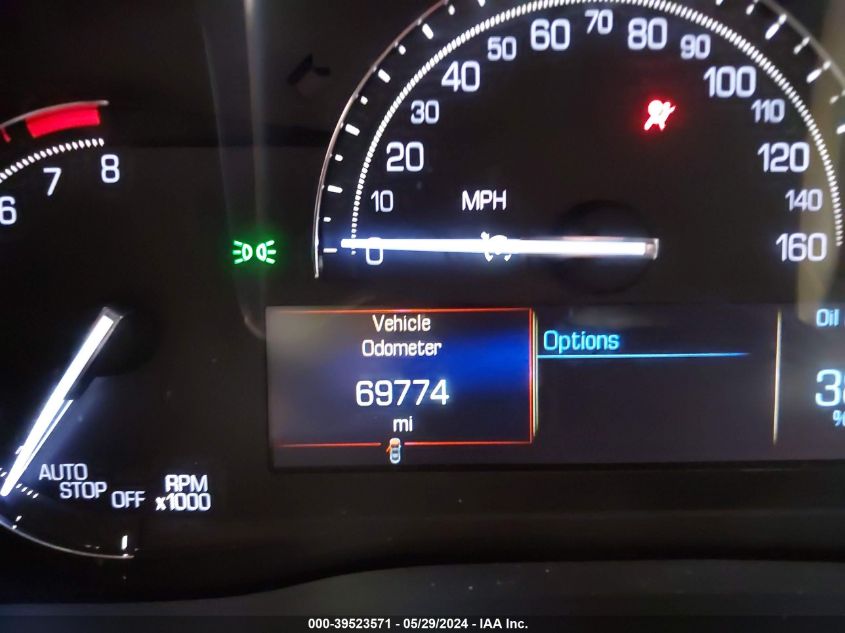 60 70 80
50 90
40 100
30 110
20 120
10 MPH 140
0 160
6 7 8
Vehicle
Odometer
69774
mi
Options
Oil
%
AUTO
STOP OFF
RPM
x1000
000-39523571 - 05/29/2024 - IAA Inc.